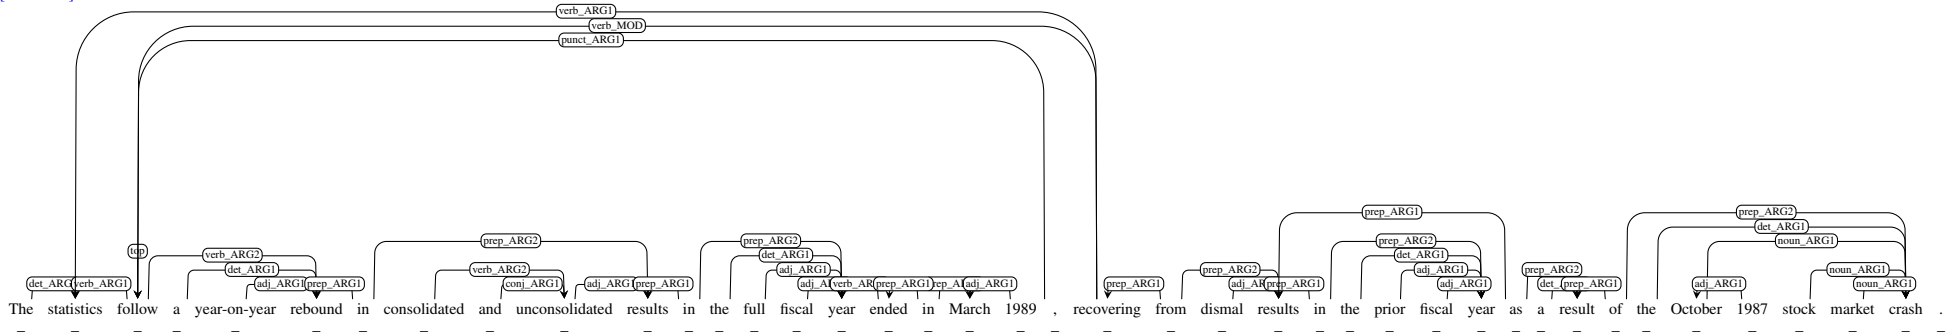 verb_ARG1
verb_MOD
punct_ARG1
prep_ARG1 prep_ARG2
det_ARG1
prep_ARG2 prep_ARG2 prep_ARG2 noun_ARG1
top verb_ARG2 det_ARG1 det_ARG1
det_ARG1 verb_ARG2 adj_ARG1 prep_ARG2 adj_ARG1 prep_ARG2 noun_ARG1
verb_ARG1 adj_ARG1 prep_ARG1 conj_ARG1 prep_ARG1 prep_ARG1 adj_ARG1 prep_ARG1 prep_ARG1 adj_ARG1 prep_ARG1 adj_ARG1 noun_ARG1
The statistics follow a year-on-year rebound in consolidated and unconsolidated results in the full fiscal year ended in March 1989 , recovering from dismal results in the prior fiscal year as a result of the October 1987 stock market crash .